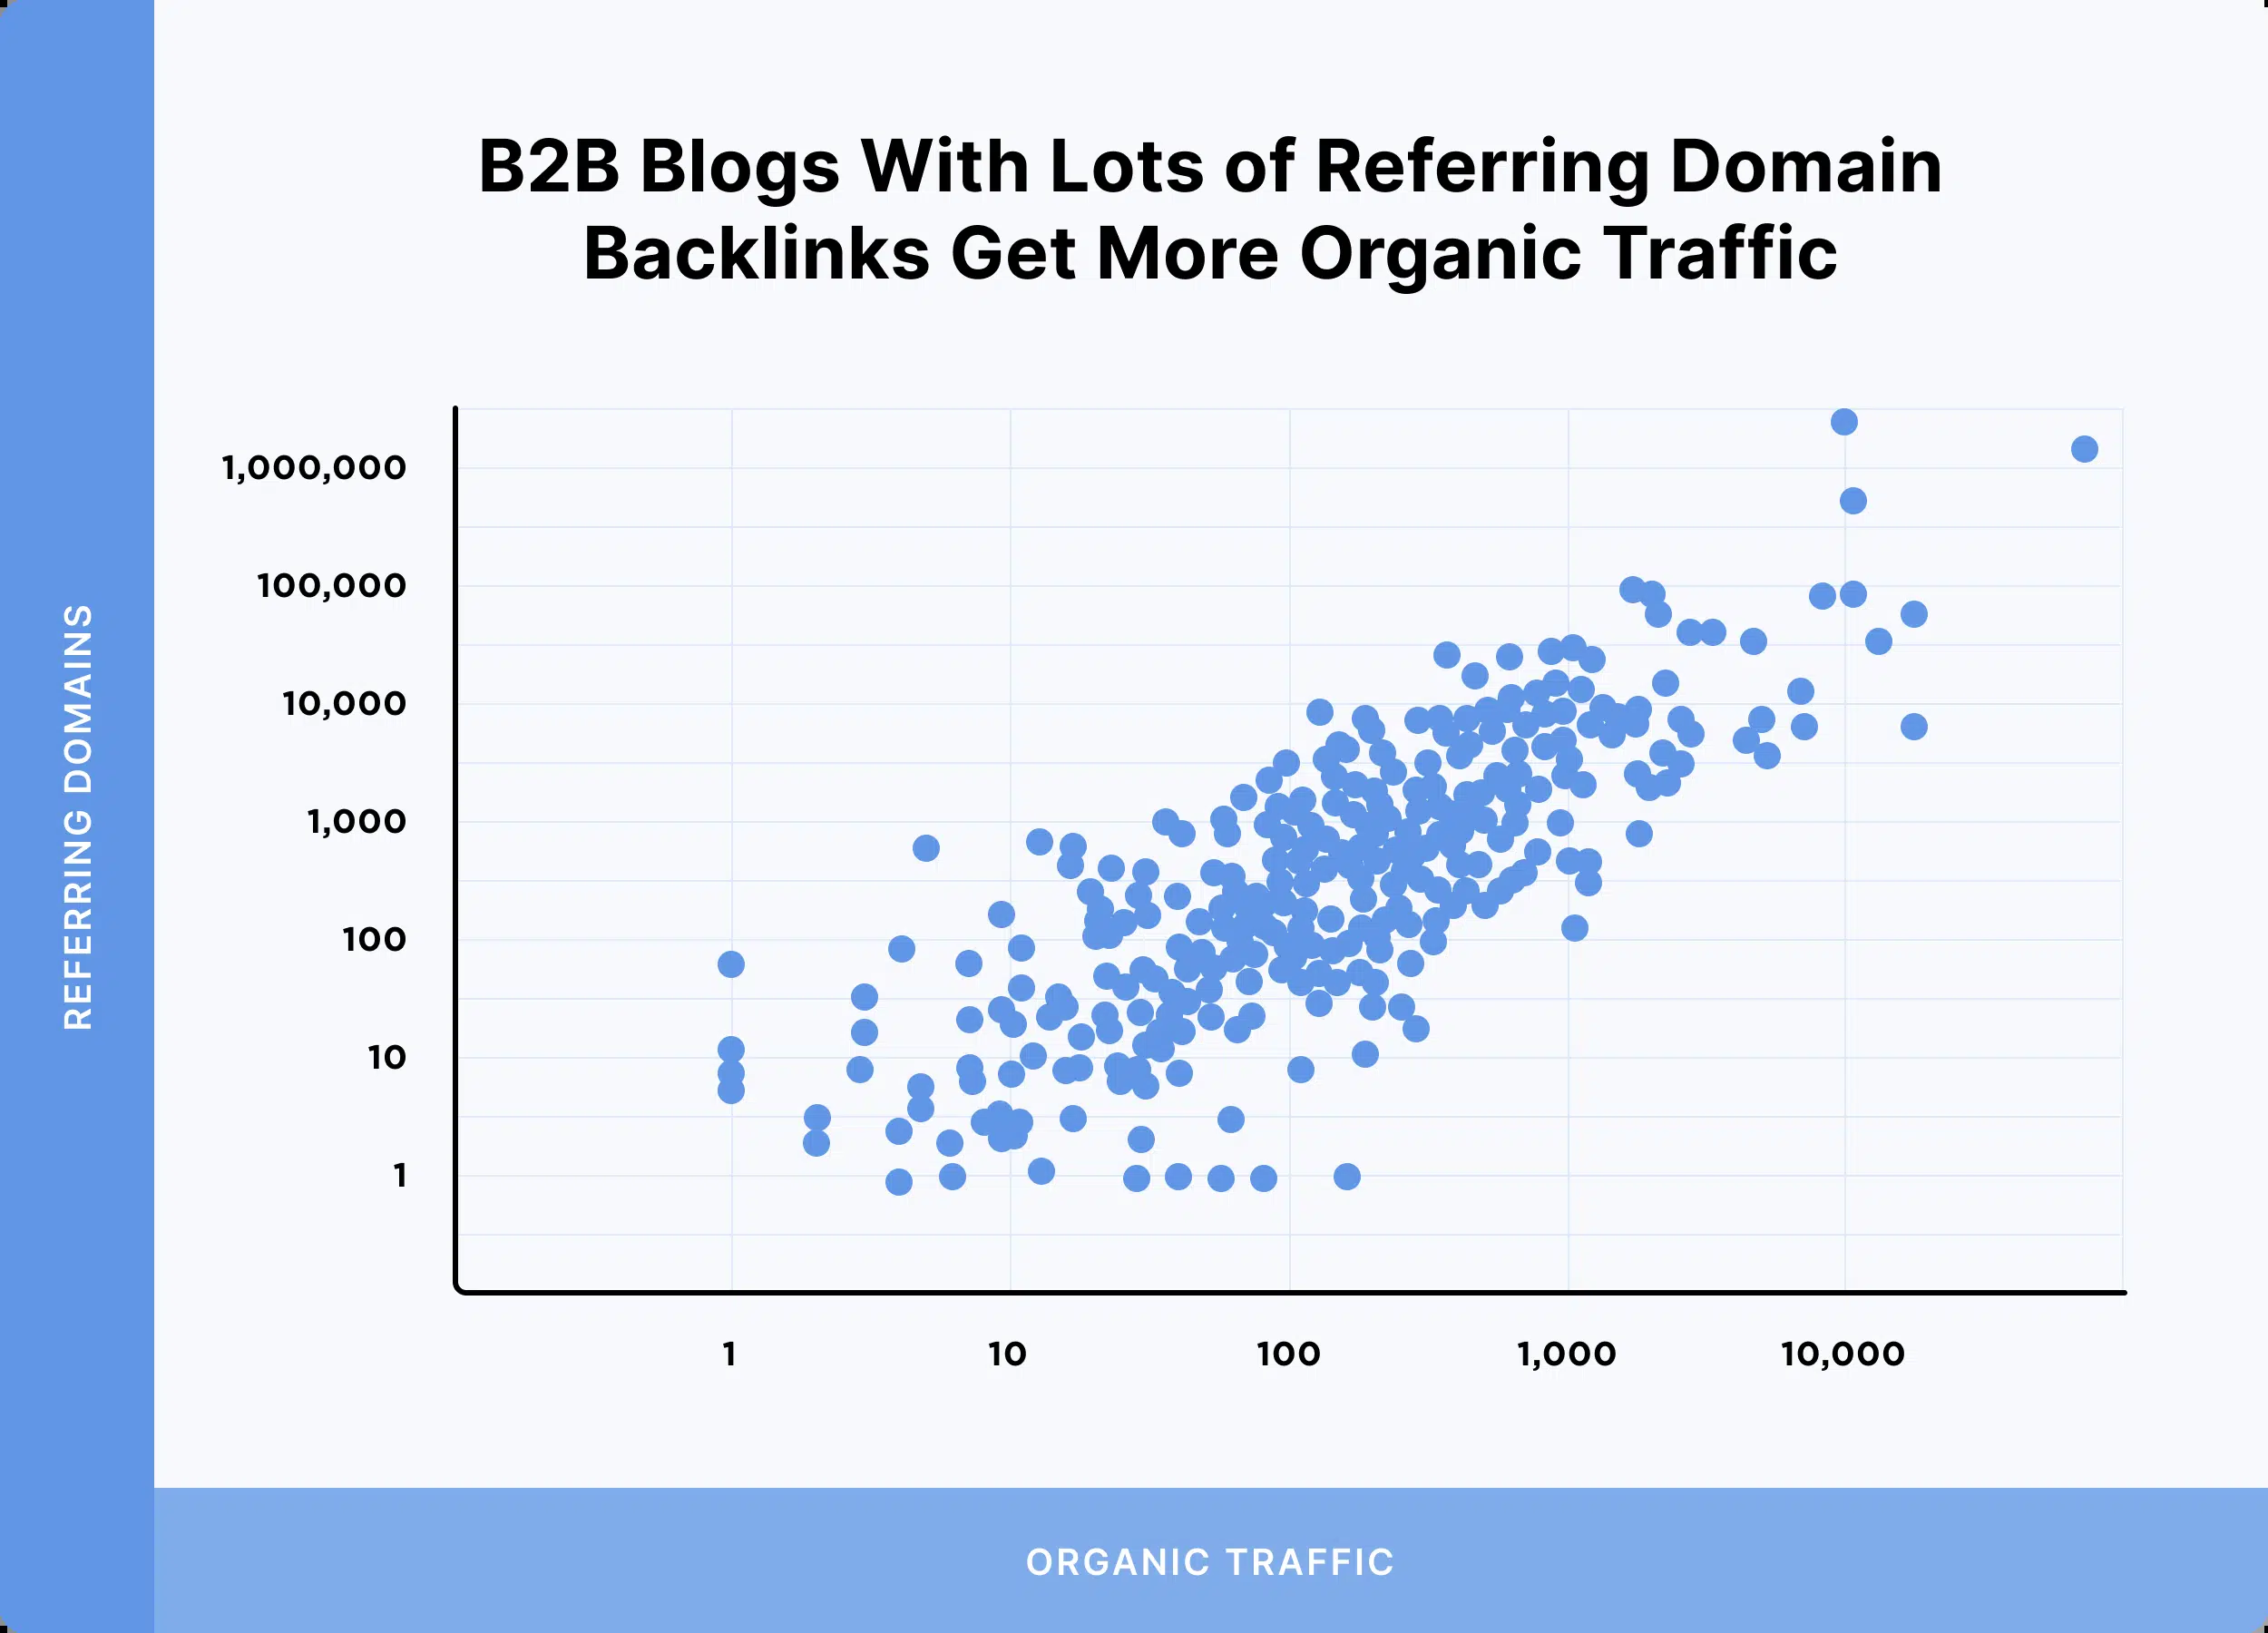 B2B Blogs With Lots of Referring Domain
Backlinks Get More Organic Traffic
REFERRING DOMAINS
1,000,000
100,000
10,000
1,000
100
10
1
1 10 100 1,000 10,000
ORGANIC TRAFFIC